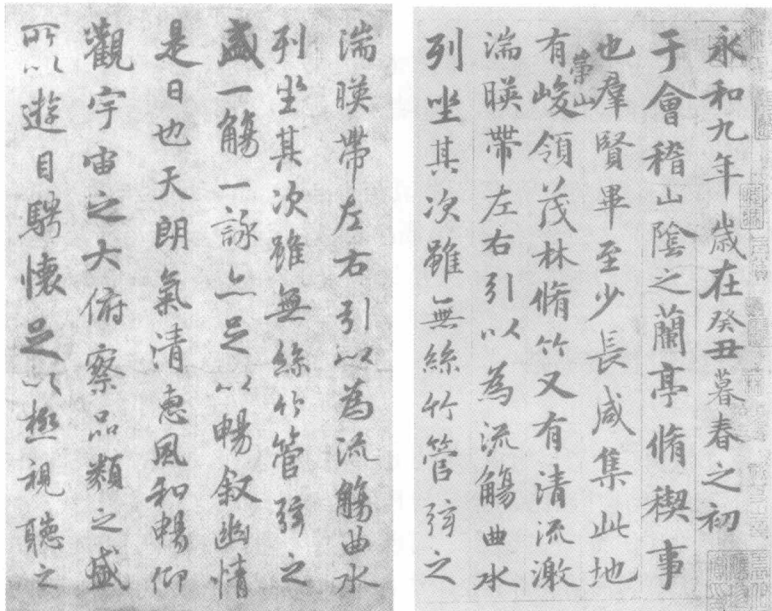 永和九年歲在癸丑暮春之初
于會稽山陰之蘭亭脩稧事
也羣賢畢至少長咸集此地
有崇山峻領茂林脩竹又有清流激
湍暎帶左右引以為流觴曲水
列坐其次雖無絲竹管弦之
湍暎帶左右引以為流觴曲水
列坐其次雖無絲竹管弦之
盛一觴一詠亦足以暢叙幽情
是日也天朗氣清惠風和暢仰
觀宇宙之大俯察品類之盛
所以遊目騁懷足以極視聽之